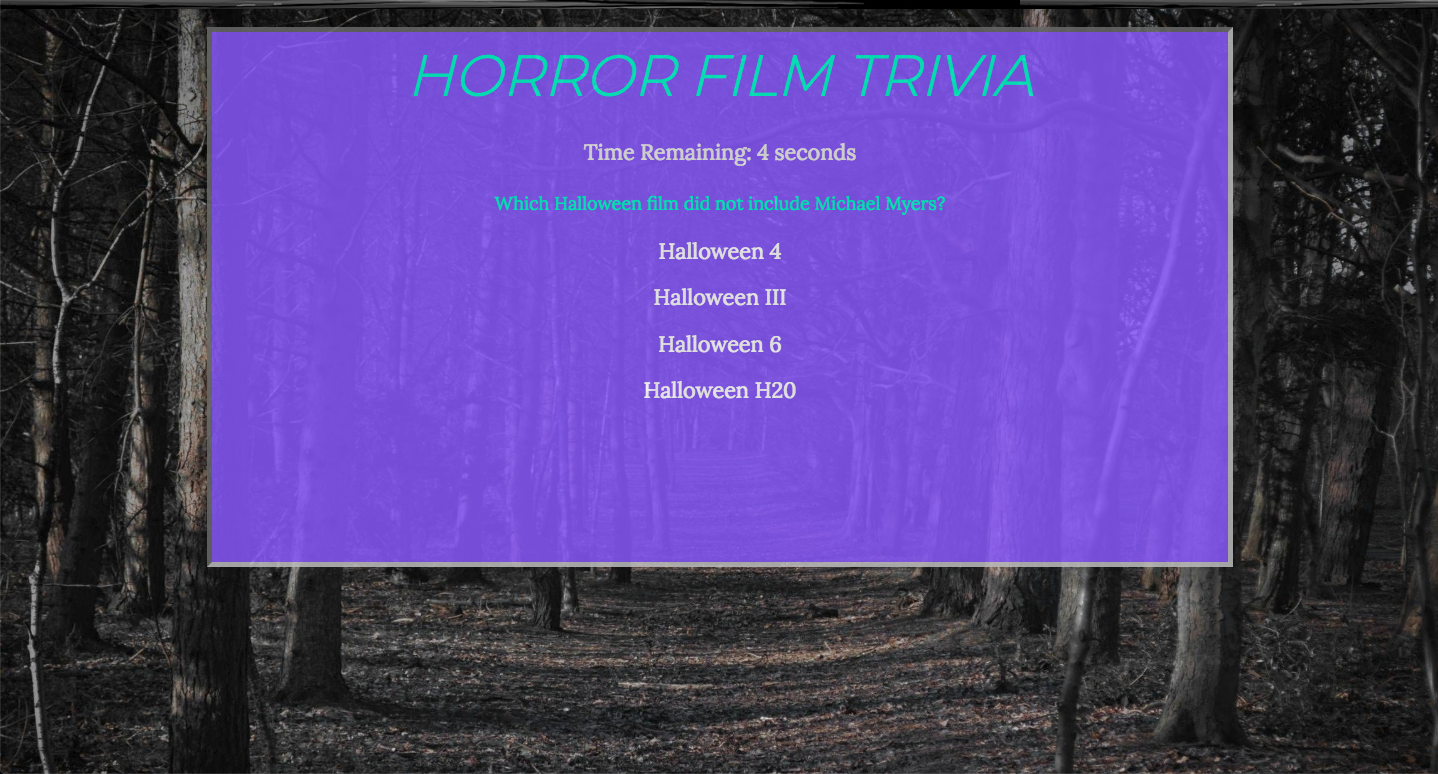 HORROR FILM TRIVIA
Time Remaining: 4 seconds
Which Halloween film did not include Michael Myers?
Halloween 4
Halloween III
Halloween 6
Halloween H20